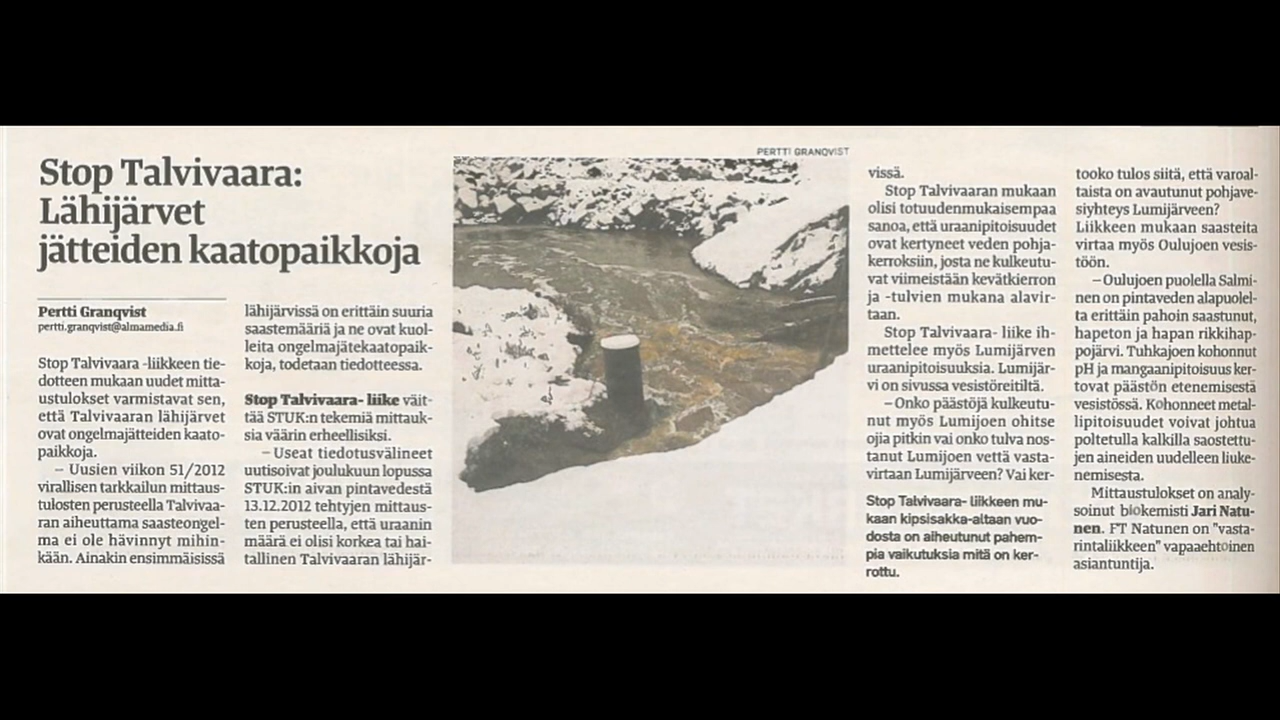 Stop Talvivaara:
Lähijärvet
jätteiden kaatopaikkoja
Pertti Granqvist
pertti.granqvist@almamedia.fi
Stop Talvivaara -liikkeen tie-
dotteen mukaan uudet mitta-
ustulokset varmistavat sen,
että Talvivaaran lähijärvet
ovat ongelmajätteiden kaato-
paikkoja.
– Uusien viikon 51/2012
virallisen tarkkailun mittaus-
tulosten perusteella Talvivaa-
ran aiheuttama saasteongel-
ma ei ole hävinnyt mihin-
kään. Ainakin ensimmäisissä
lähijärvissä on erittäin suuria
saastemääriä ja ne ovat kuol-
leita ongelmajätekaatopaik-
koja, todetaan tiedotteessa.
Stop Talvivaara- liike väit-
tää STUK:n tekemiä mittauk-
sia väärin erheellisiksi.
– Useat tiedotusvälineet
uutisoivat joulukuun lopussa
STUK:in aivan pintavedestä
13.12.2012 tehtyjen mittaus-
ten perusteella, että uraanin
määrä ei olisi korkea tai hai-
tallinen Talvivaaran lähijär-
PERTTI GRANQVIST
vissä.
Stop Talvivaaran mukaan
olisi totuudenmukaisempaa
sanoa, että uraanipitoisuudet
ovat kertyneet veden pohja-
kerroksiin, josta ne kulkeutu-
vat viimeistään kevätkierron
ja -tulvien mukana alavir-
taan.
Stop Talvivaara- liike ih-
mettelee myös Lumijärven
uraanipitoisuuksia. Lumijär-
vi on sivussa vesistöreitiltä.
– Onko päästöjä kulkeutu-
nut myös Lumijoen ohitse
ojia pitkin vai onko tulva nos-
tanut Lumijoen vettä vasta-
virtaan Lumijärveen? Vai ker-
Stop Talvivaara- liikkeen mu-
kaan kipsisakka-altaan vuo-
dosta on aiheutunut pahem-
pia vaikutuksia mitä on ker-
rottu.
tooko tulos siitä, että varoal-
taista on avautunut pohjave-
siyhteys Lumijärveen?
Liikkeen mukaan saasteita
virtaa myös Oulujoen vesis-
töön.
– Oulujoen puolella Salmi-
nen on pintaveden alapuolel-
ta erittäin pahoin saastunut,
hapeton ja hapan rikkihap-
pojärvi. Tuhkajoen kohonnut
pH ja mangaanipitoisuus ker-
tovat päästön etenemisestä
vesistössä. Kohonneet metal-
lipitoisuudet voivat johtua
poltetulla kalkilla saostettu-
jen aineiden uudelleen liuke-
nemisesta.
Mittaustulokset on analy-
soinut biokemisti Jari Natu-
nen. FT Natunen on "vasta-
rintaliikkeen" vapaaehtoinen
asiantuntija.